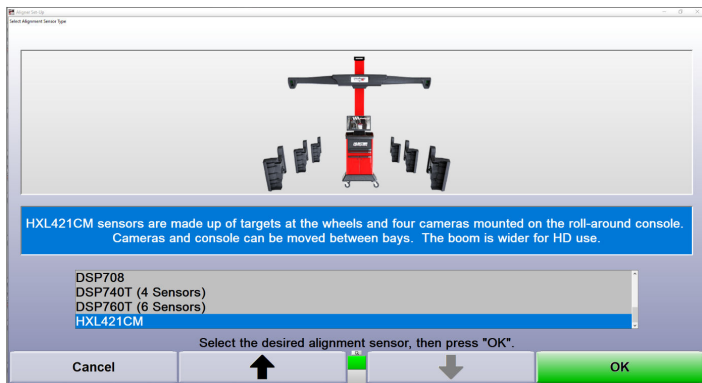 Aligner Set-Up
Select Alignment Sensor Type
HXL421CM sensors are made up of targets at the wheels and four cameras mounted on the roll-around console.
Cameras and console can be moved between bays.  The boom is wider for HD use.
DSP708
DSP740T (4 Sensors)
DSP760T (6 Sensors)
HXL421CM
Select the desired alignment sensor, then press "OK".
Cancel
OK